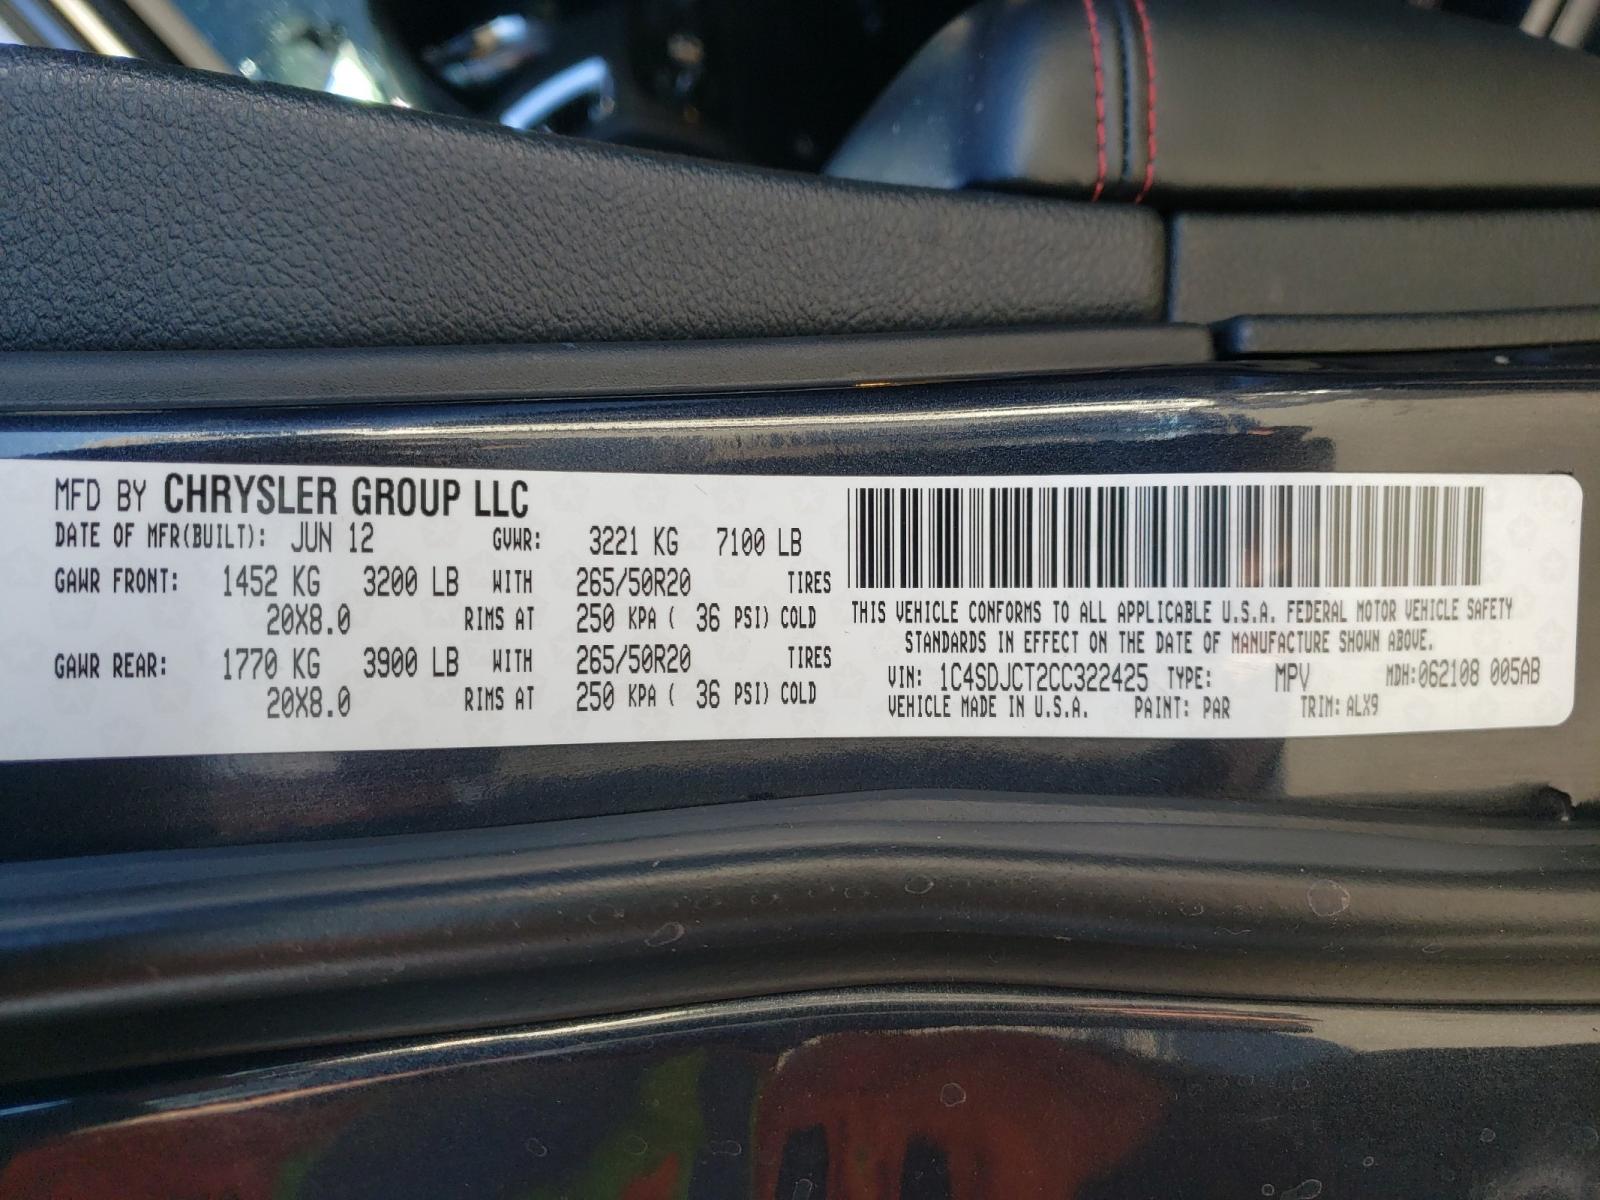 MFD BY CHRYSLER GROUP LLC
DATE OF MFR(BUILT): JUN 12 GVWR: 3221 KG 7100 LB
GAWR FRONT: 1452 KG 3200 LB WITH 265/50R20 TIRES
20X8.0 RIMS AT 250 KPA ( 36 PSI) COLD
GAWR REAR: 1770 KG 3900 LB WITH 265/50R20 TIRES
20X8.0 RIMS AT 250 KPA ( 36 PSI) COLD
THIS VEHICLE CONFORMS TO ALL APPLICABLE U.S.A. FEDERAL MOTOR VEHICLE SAFETY
STANDARDS IN EFFECT ON THE DATE OF MANUFACTURE SHOWN ABOVE.
VIN: 1C4SDJCT2CC322425 TYPE: MPV MDH:062108 005AB
VEHICLE MADE IN U.S.A. PAINT: PAR TRIM: ALX9